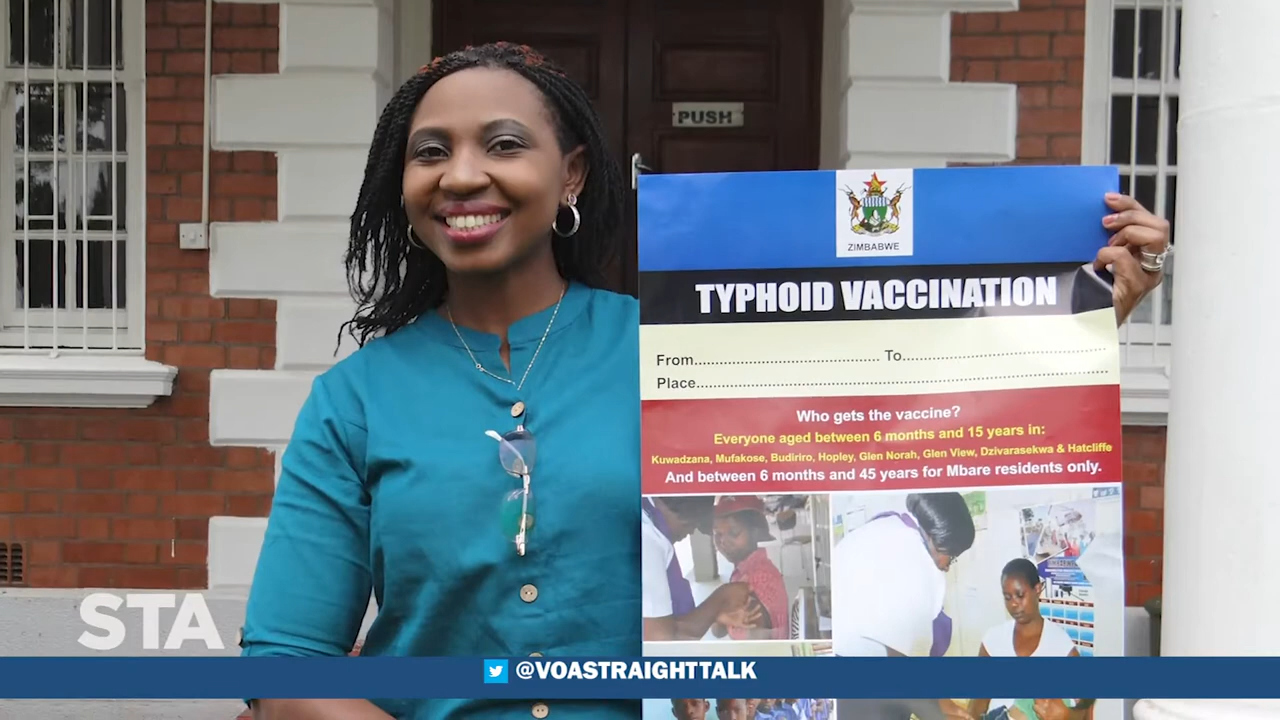 PUSH
ZIMBABWE
TYPHOID VACCINATION
From............................................ To................................................
Place..............................................................................................
Who gets the vaccine?
Everyone aged between 6 months and 15 years in:
Kuwadzana, Mufakose, Budiriro, Hopley, Glen Norah, Glen View, Dzivarasekwa & Hatcliffe
And between 6 months and 45 years for Mbare residents only.
STA
@VOASTRAIGHTTALK